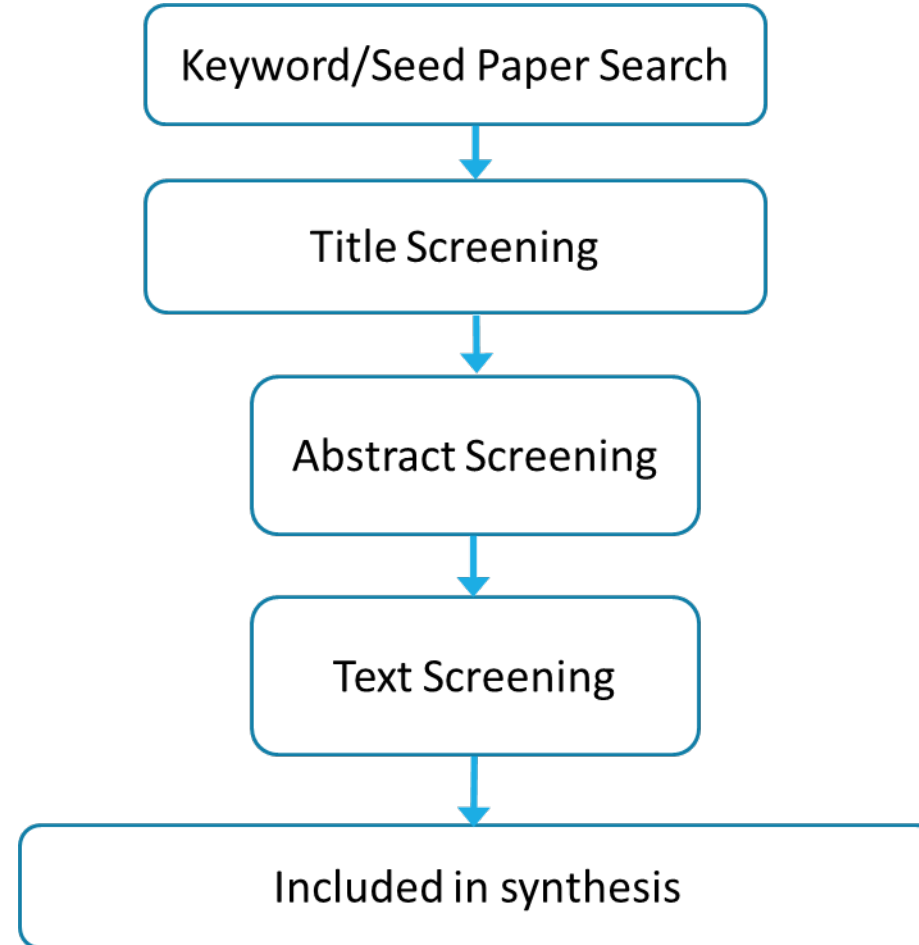 Keyword/Seed Paper Search
Title Screening
Abstract Screening
Text Screening
Included in synthesis